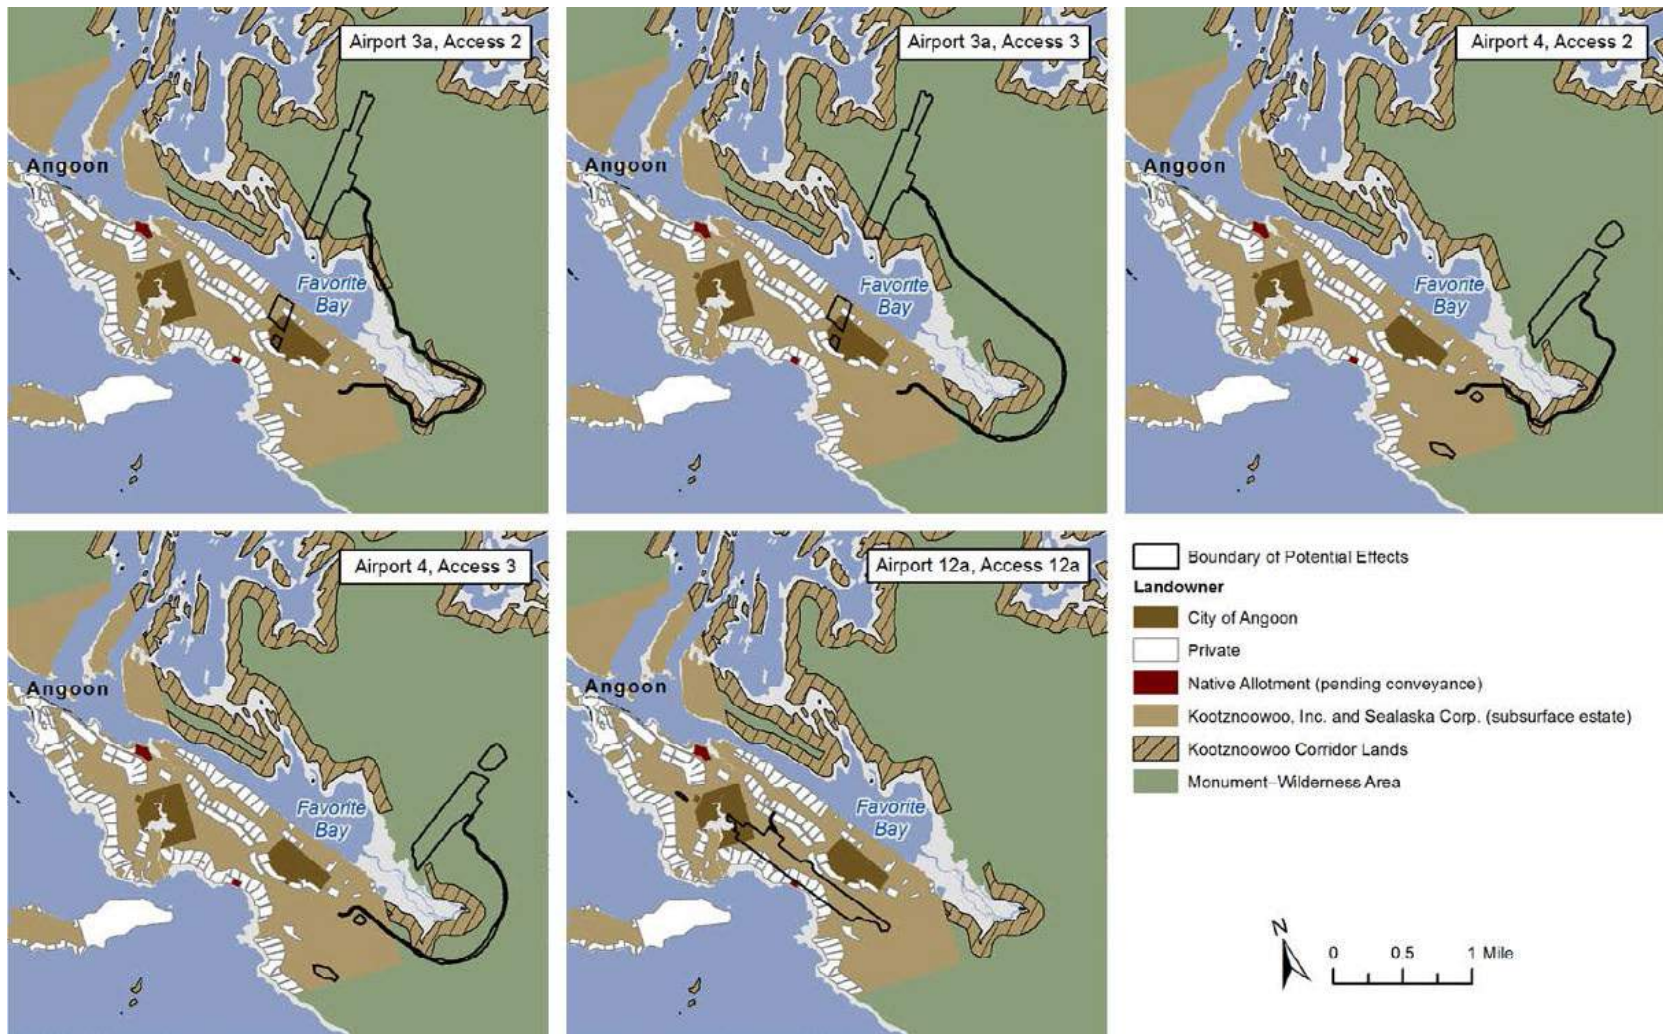 Airport 3a, Access 2
Angoon
Favorite
Bay
Airport 3a, Access 3
Angoon
Favorite
Bay
Airport 4, Access 2
Angoon
Favorite
Bay
Airport 4, Access 3
Angoon
Favorite
Bay
Airport 12a, Access 12a
Angoon
Favorite
Bay
Boundary of Potential Effects
Landowner
City of Angoon
Private
Native Allotment (pending conveyance)
Kootznoowoo, Inc. and Sealaska Corp. (subsurface estate)
Kootznoowoo Corridor Lands
Monument–Wilderness Area
N
0 0.5 1 Mile